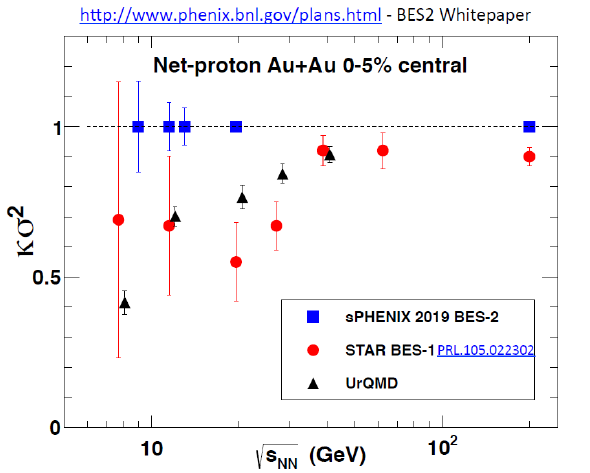 http://www.phenix.bnl.gov/plans.html - BES2 Whitepaper
Net-proton Au+Au 0-5% central
1
0.5
0
κσ²
sPHENIX 2019 BES-2
STAR BES-1 PRL.105.022302
UrQMD
10
10²
√sNN (GeV)